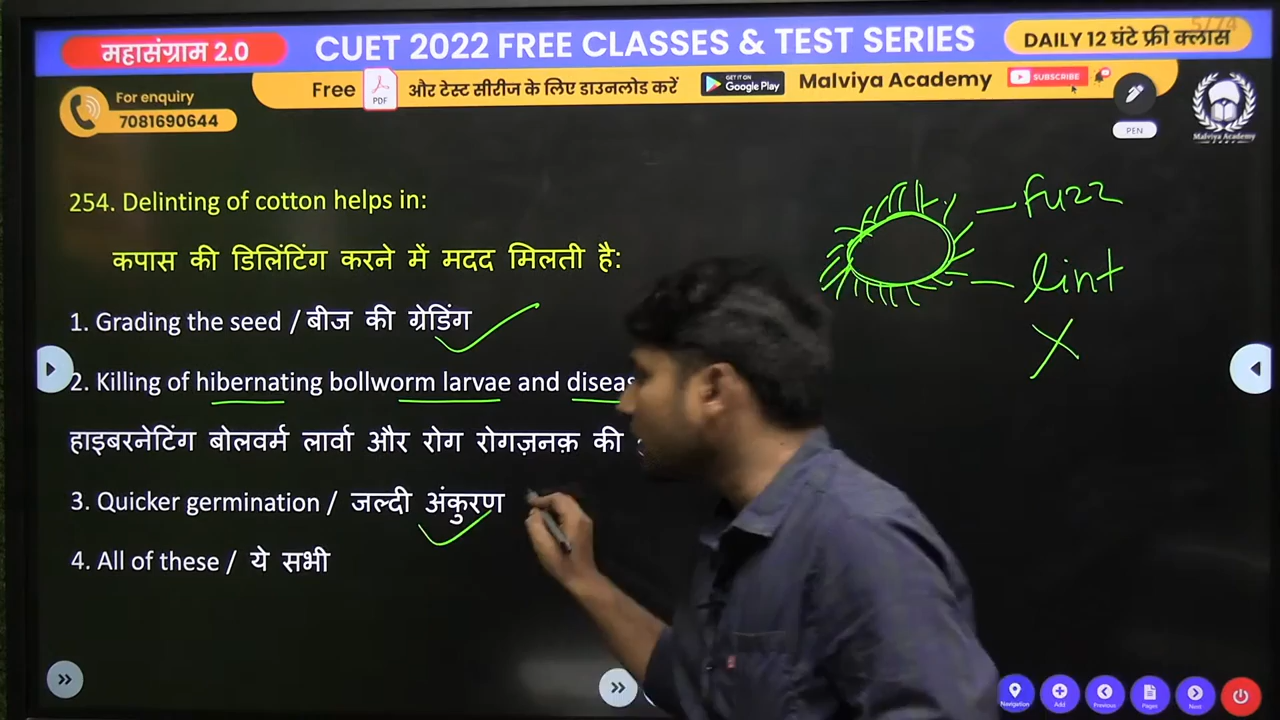 5/74
महासंग्राम 2.0
CUET 2022 FREE CLASSES & TEST SERIES
DAILY 12 घंटे फ्री क्लास
Free PDF और टेस्ट सीरीज के लिए डाउनलोड करें GET IT ON Google Play Malviya Academy SUBSCRIBE
For enquiry
7081690644
PEN
Malviya Academy
254. Delinting of cotton helps in:
कपास की डिलिंटिंग करने में मदद मिलती है:
1. Grading the seed / बीज की ग्रेडिंग
2. Killing of hibernating bollworm larvae and
हाइबरनेटिंग बोलवर्म लार्वा और रोग रोगज़नक़ की
3. Quicker germination / जल्दी अंकुरण
4. All of these / ये सभी
fuzz
lint
Navigation Add Previous Pages Next